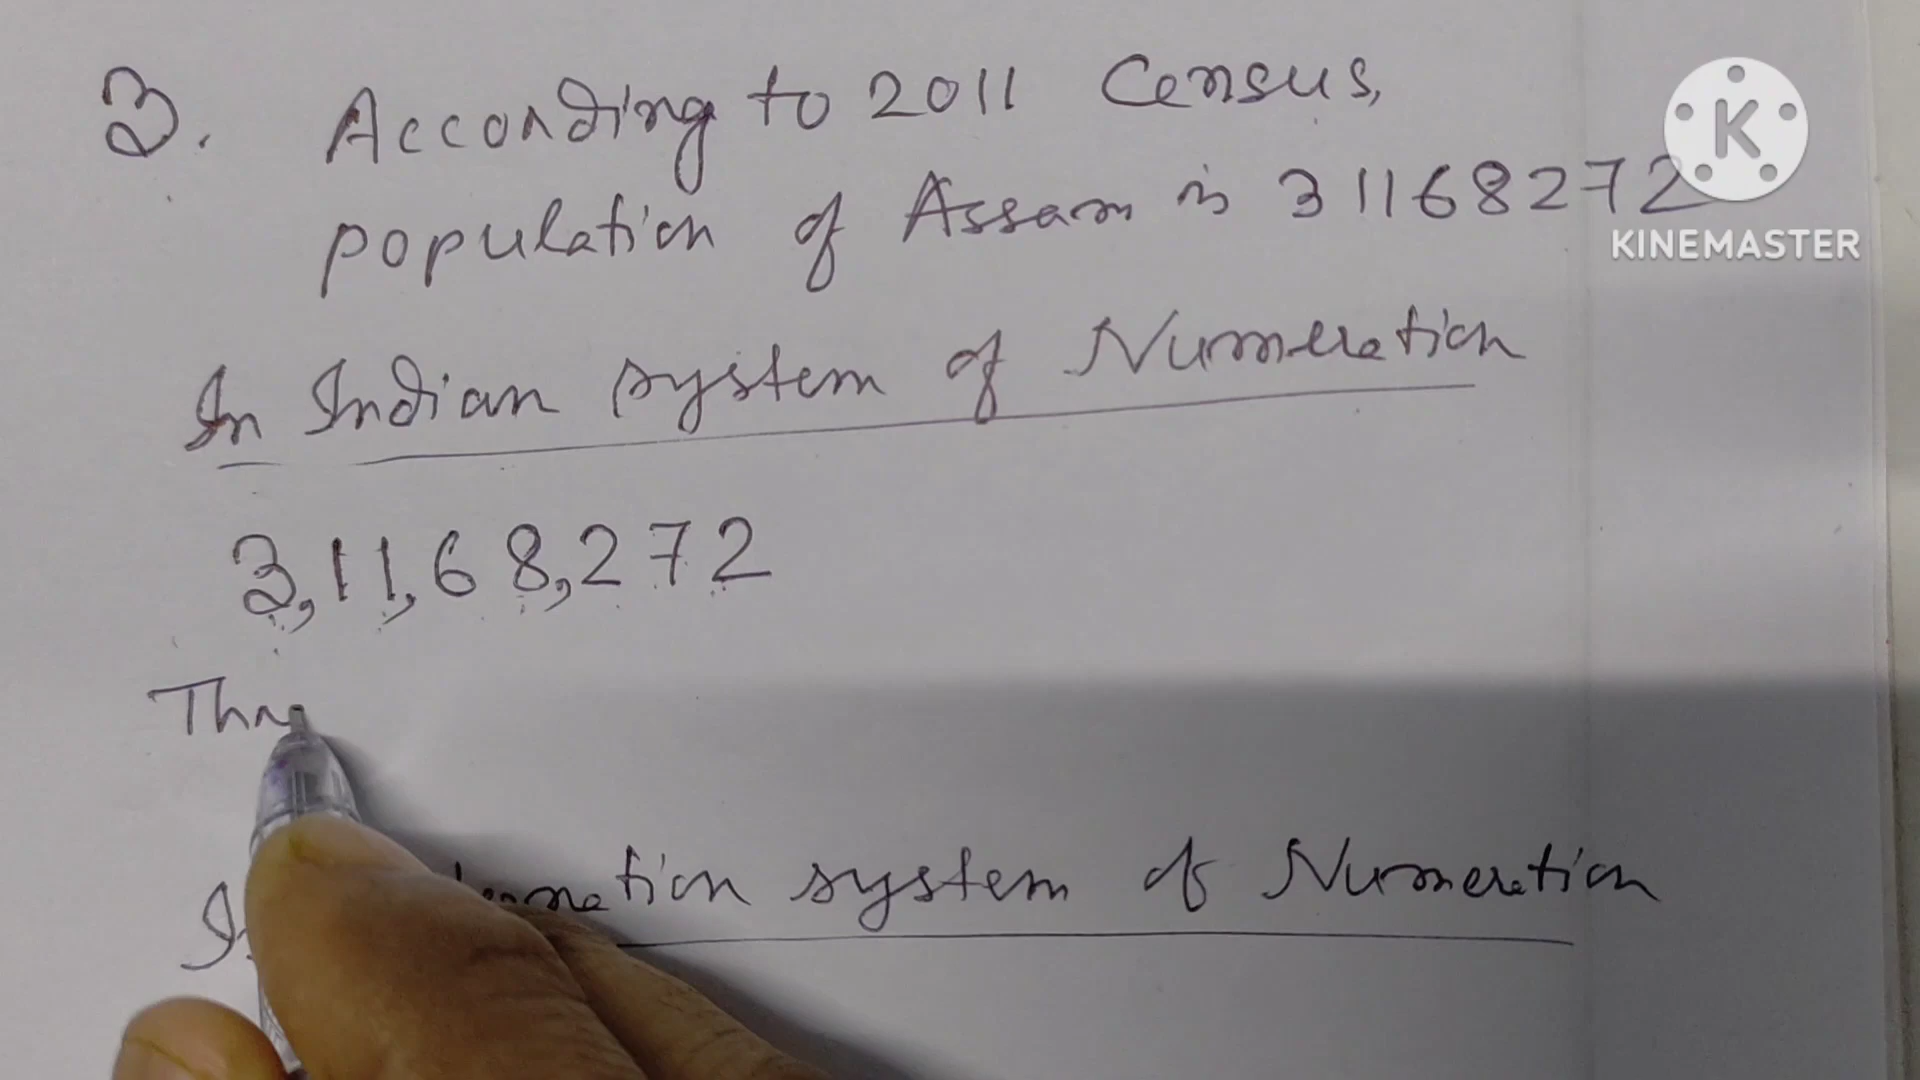 3. According to 2011 Census,
population of Assam is 31168272
K
KINEMASTER
In Indian system of Numeration
3,11,68,272
Thr
system of Numeration